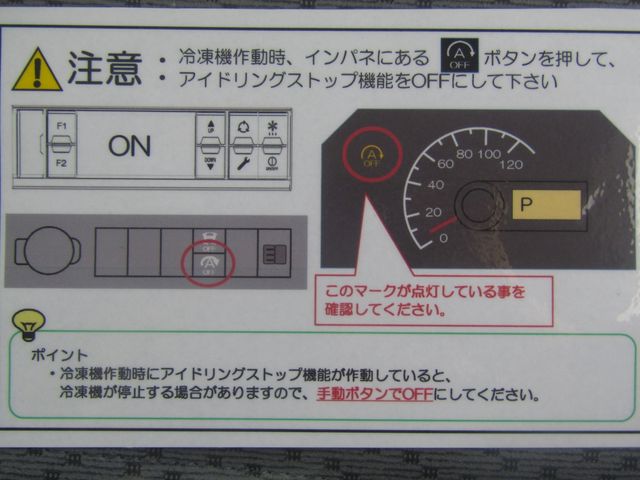 注意
・冷凍機作動時、インパネにある A OFF ボタンを押して、
・アイドリングストップ機能をOFFにして下さい
F1
F2
ON
UP
DOWN
ON/OFF
A
OFF
0
20
40
60
80
100
120
P
OFF
A
OFF
このマークが点灯している事を
確認してください。
ポイント
・冷凍機作動時にアイドリングストップ機能が作動していると、
冷凍機が停止する場合がありますので、手動ボタンでOFFにしてください。